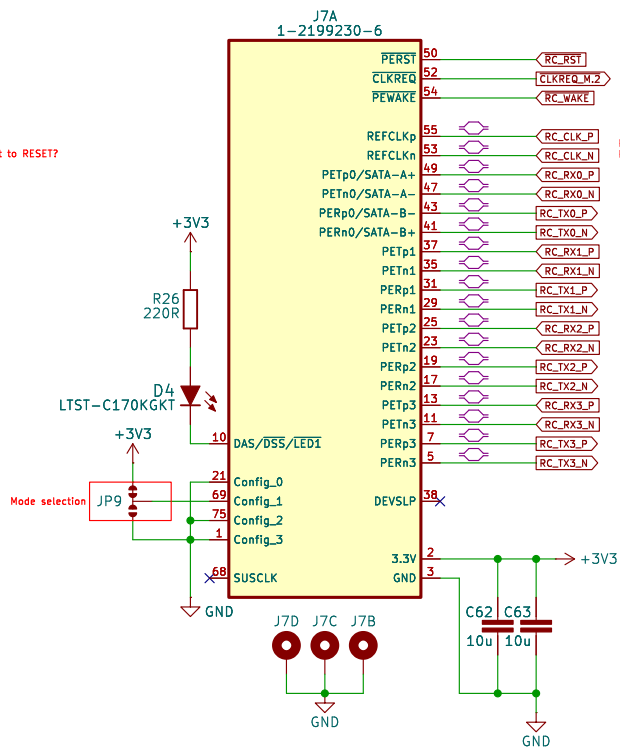 J7A
1-2199230-6
PERST 50 RC_RST
CLKREQ 52 CLKREQ_M.2
PEWAKE 54 RC_WAKE
REFCLKp 55 RC_CLK_P
t to RESET?
REFCLKn 53 RC_CLK_N
PETp0/SATA-A+ 49 RC_RX0_P
PETn0/SATA-A- 47 RC_RX0_N
PERp0/SATA-B- 43 RC_TX0_P
+3V3
PERn0/SATA-B+ 41 RC_TX0_N
PETp1 37 RC_RX1_P
PETn1 35 RC_RX1_N
PERp1 31 RC_TX1_P
R26
220R
PERn1 29 RC_TX1_N
PETp2 25 RC_RX2_P
PETn2 23 RC_RX2_N
PERp2 19 RC_TX2_P
PERn2 17 RC_TX2_N
D4
LTST-C170KGKT
PETp3 13 RC_RX3_P
PETn3 11 RC_RX3_N
+3V3
10 DAS/DSS/LED1
PERp3 7 RC_TX3_P
PERn3 5 RC_TX3_N
21 Config_0
Mode selection JP9
69 Config_1
DEVSLP 38
75 Config_2
1 Config_3
3.3V 2 +3V3
68 SUSCLK
GND 3
GND
C62 C63
10u 10u
J7D J7C J7B
GND
GND